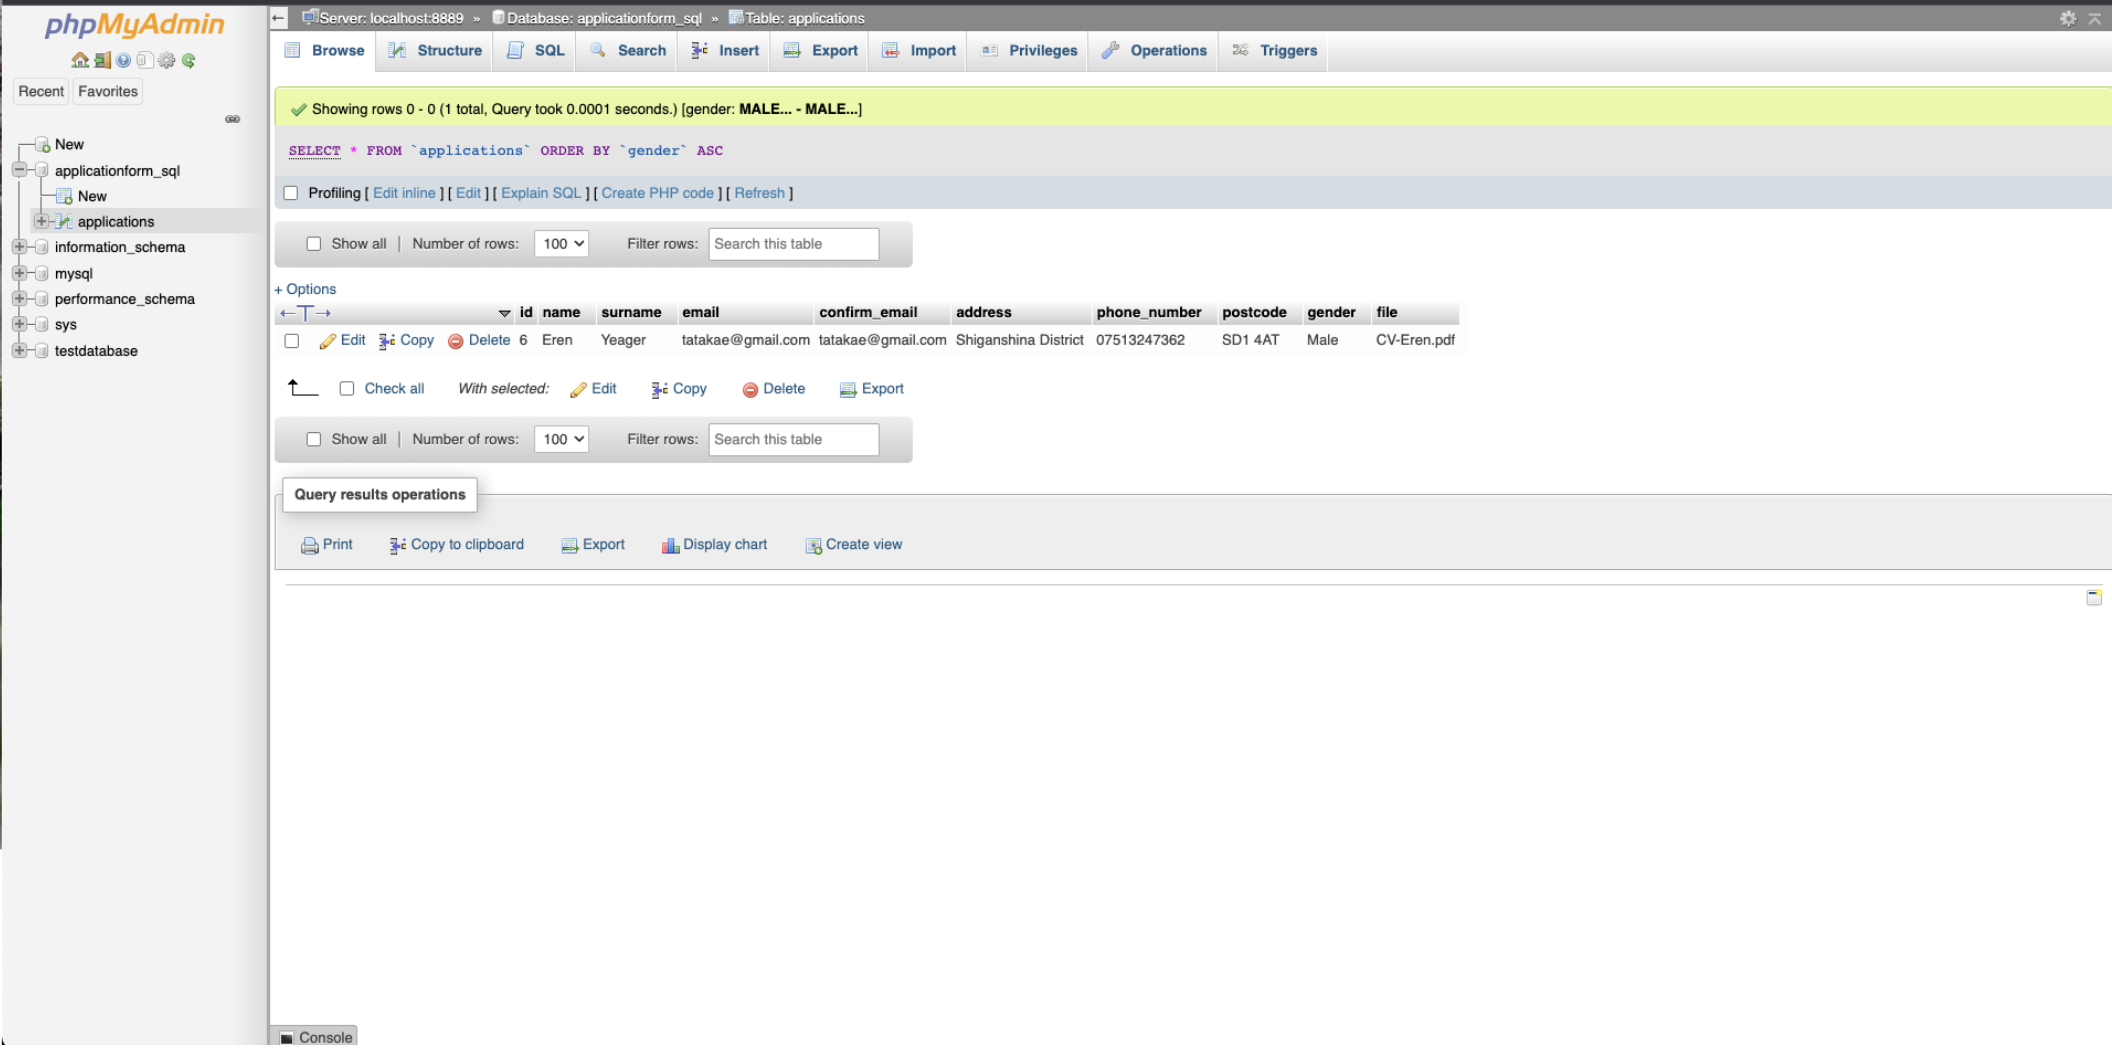 phpMyAdmin
Recent Favorites
New
applicationform_sql
New
applications
information_schema
mysql
performance_schema
sys
testdatabase
Server: localhost:8889 » Database: applicationform_sql » Table: applications
Browse Structure SQL Search Insert Export Import Privileges Operations Triggers
Showing rows 0 - 0 (1 total, Query took 0.0001 seconds.) [gender: MALE... - MALE...]
SELECT * FROM `applications` ORDER BY `gender` ASC
Profiling [ Edit inline ] [ Edit ] [ Explain SQL ] [ Create PHP code ] [ Refresh ]
Show all | Number of rows: 100 Filter rows: Search this table
+ Options
←T→ id name surname email confirm_email address phone_number postcode gender file
Edit Copy Delete 6 Eren Yeager tatakae@gmail.com tatakae@gmail.com Shiganshina District 07513247362 SD1 4AT Male CV-Eren.pdf
Check all With selected: Edit Copy Delete Export
Show all | Number of rows: 100 Filter rows: Search this table
Query results operations
Print Copy to clipboard Export Display chart Create view
Console